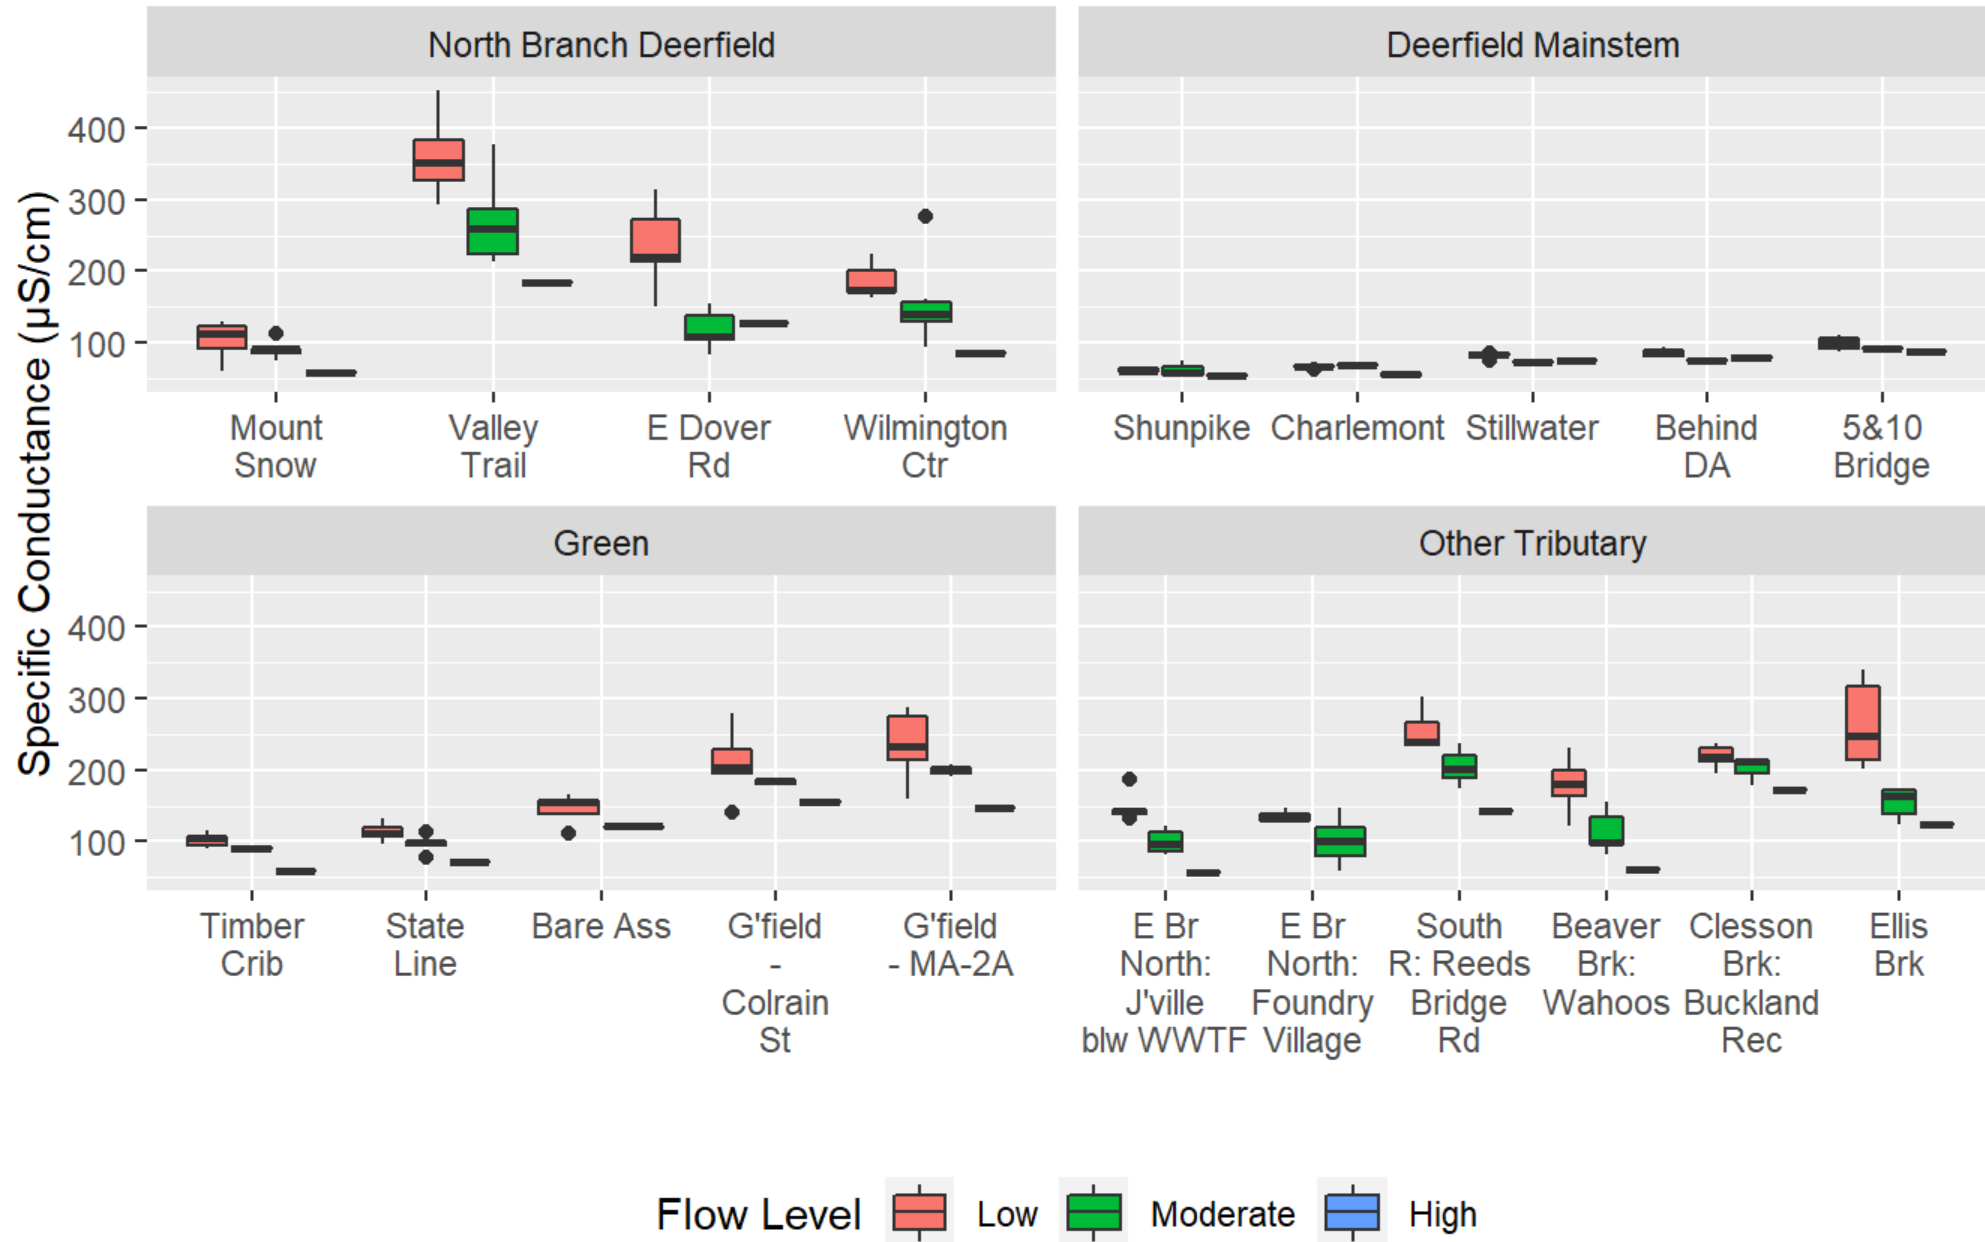 North Branch Deerfield
Deerfield Mainstem
Specific Conductance (µS/cm)
400
300
200
100
Mount
Snow
Valley
Trail
E Dover
Rd
Wilmington
Ctr
Shunpike
Charlemont
Stillwater
Behind
DA
5&10
Bridge
Green
Other Tributary
400
300
200
100
Timber
Crib
State
Line
Bare Ass
G'field
-
Colrain
St
G'field
- MA-2A
E Br
North:
J'ville
blw WWTF
E Br
North:
Foundry
Village
South
R: Reeds
Bridge
Rd
Beaver
Brk:
Wahoos
Clesson
Brk:
Buckland
Rec
Ellis
Brk
Flow Level
Low
Moderate
High